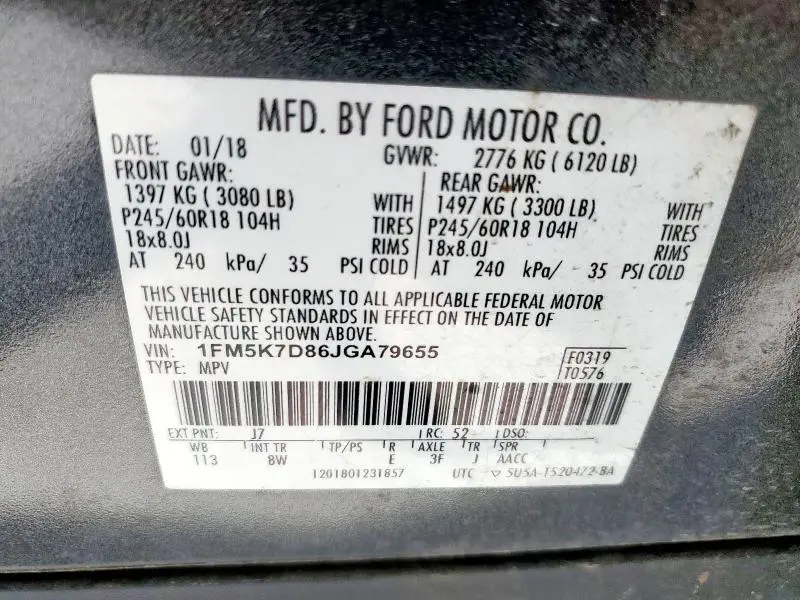 MFD. BY FORD MOTOR CO.
DATE: 01/18 GVWR: 2776 KG ( 6120 LB)
FRONT GAWR: REAR GAWR:
1397 KG ( 3080 LB) WITH 1497 KG ( 3300 LB) WITH
P245/60R18 104H TIRES P245/60R18 104H TIRES
18x8.0J RIMS 18x8.0J RIMS
AT 240 kPa/ 35 PSI COLD AT 240 kPa/ 35 PSI COLD
THIS VEHICLE CONFORMS TO ALL APPLICABLE FEDERAL MOTOR
VEHICLE SAFETY STANDARDS IN EFFECT ON THE DATE OF
MANUFACTURE SHOWN ABOVE.
VIN: 1FM5K7D86JGA79655 F0319
TYPE: MPV T0576
EXT PNT: J7 RC: 52 DSO:
WB INT TR TP/PS R AXLE TR SPR
113 8W E 3F J AACC
1201801231857 UTC 5U5A-1520472-BA